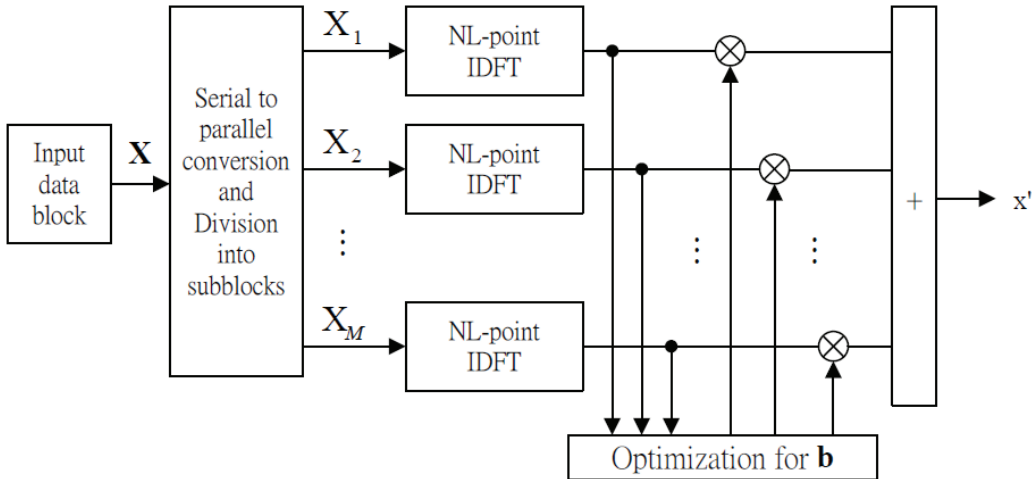 Input
data
block
X
Serial to
parallel
conversion
and
Division
into
subblocks
X₁
NL-point
IDFT
X₂
NL-point
IDFT
⋮
X_M
NL-point
IDFT
⋮
⋮
+
x'
Optimization for b